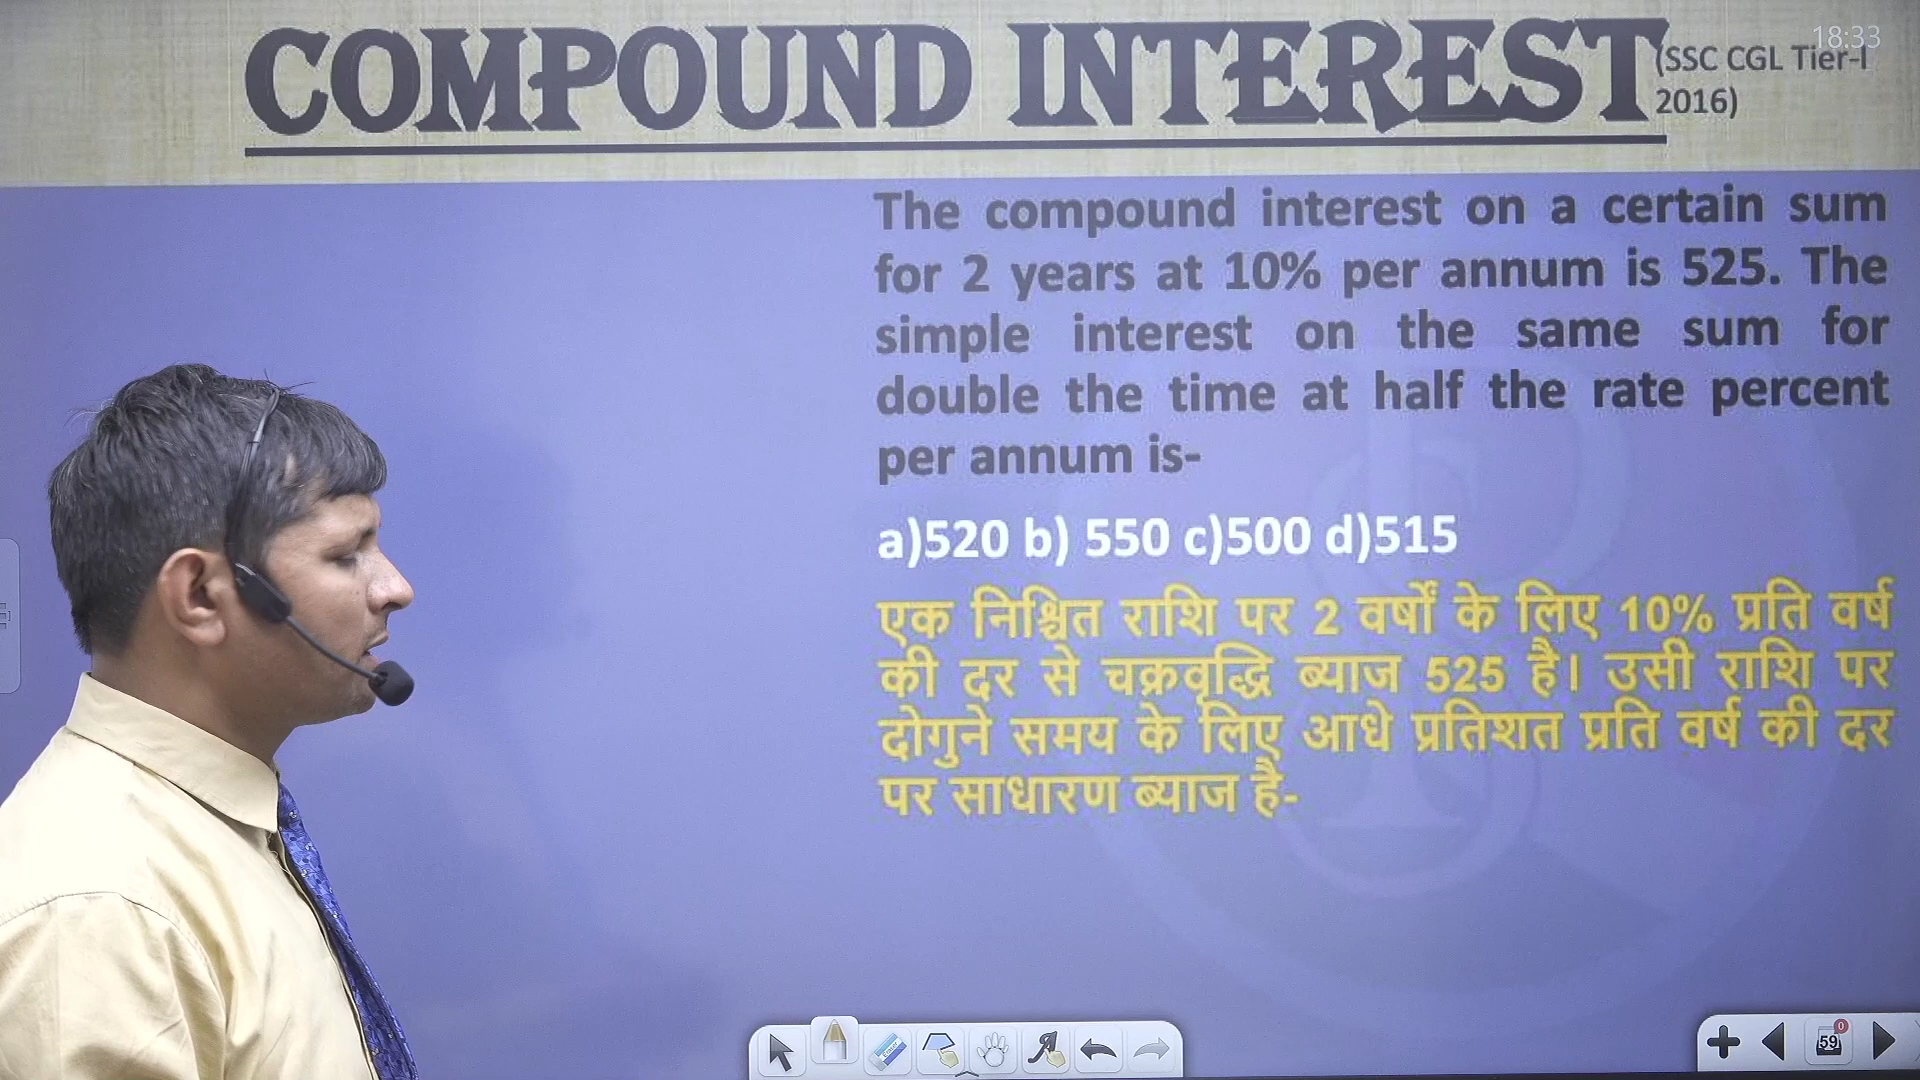 COMPOUND INTEREST
(SSC CGL Tier-I
2016)
18:33
The compound interest on a certain sum
for 2 years at 10% per annum is 525. The
simple interest on the same sum for
double the time at half the rate percent
per annum is-
a)520 b) 550 c)500 d)515
एक निश्चित राशि पर 2 वर्षों के लिए 10% प्रति वर्ष
की दर से चक्रवृद्धि ब्याज 525 है। उसी राशि पर
दोगुने समय के लिए आधे प्रतिशत प्रति वर्ष की दर
पर साधारण ब्याज है-
59
0